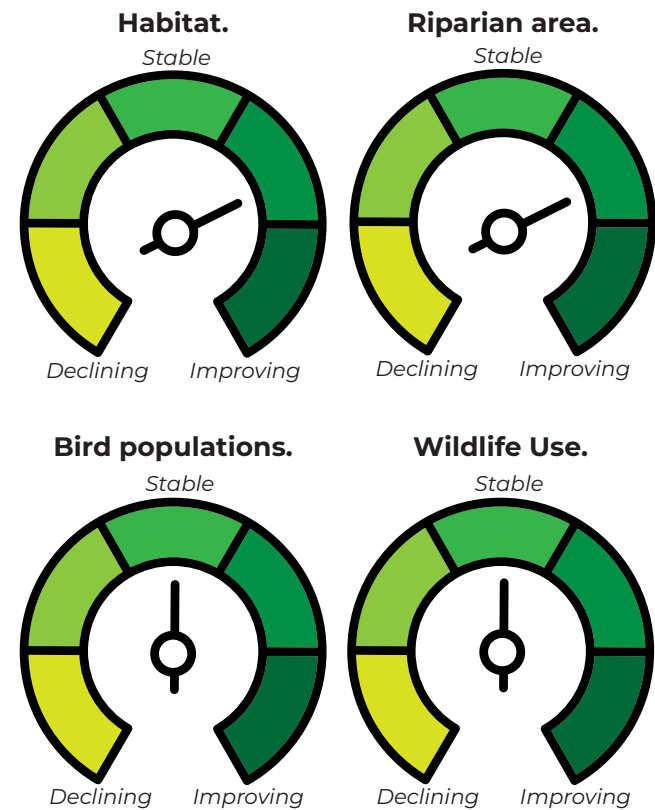 Habitat.
Stable
Declining
Improving
Riparian area.
Stable
Declining
Improving
Bird populations.
Stable
Declining
Improving
Wildlife Use.
Stable
Declining
Improving